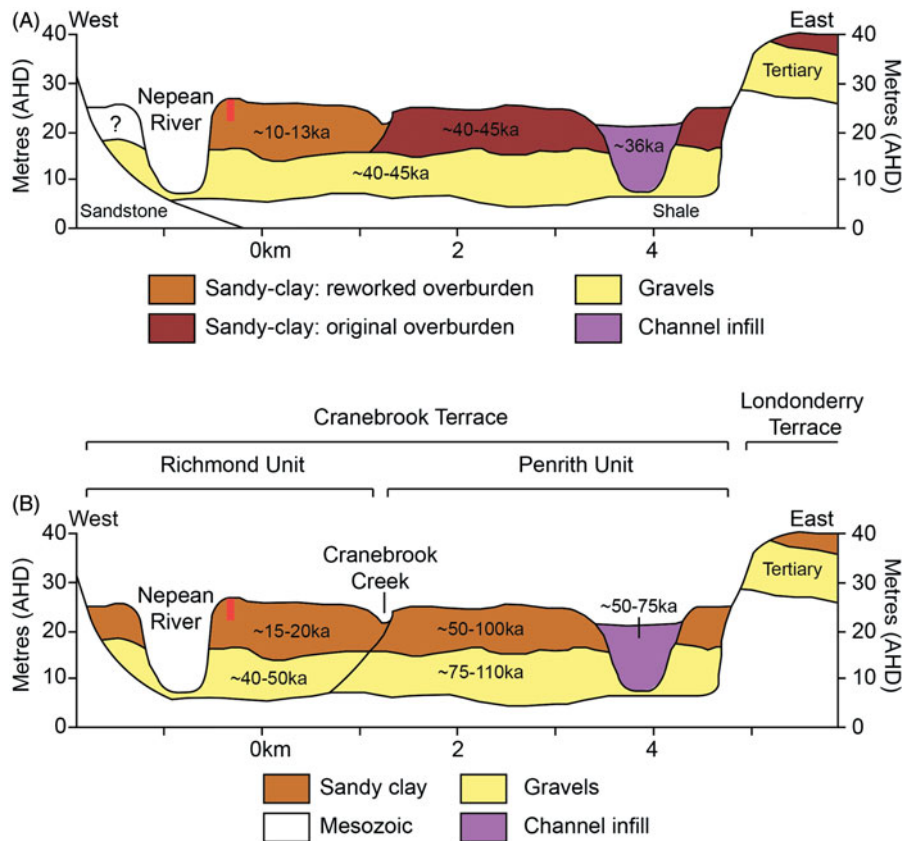 (A)
West
East
40
30
20
10
0
Metres (AHD)
Nepean
River
?
~10-13ka
~40-45ka
~36ka
~40-45ka
Tertiary
Sandstone
Shale
40
30
20
10
0
Metres (AHD)
0km
2
4
Sandy-clay: reworked overburden
Gravels
Sandy-clay: original overburden
Channel infill
Cranebrook Terrace
Londonderry
Terrace
Richmond Unit
Penrith Unit
(B)
West
East
40
30
20
10
0
Metres (AHD)
Nepean
River
Cranebrook
Creek
~15-20ka
~50-100ka
~50-75ka
~40-50ka
~75-110ka
Tertiary
40
30
20
10
0
Metres (AHD)
0km
2
4
Sandy clay
Gravels
Mesozoic
Channel infill